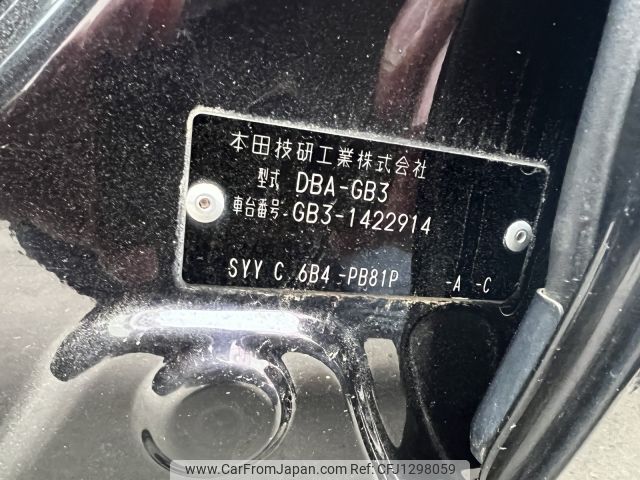 本田技研工業株式会社
型式 DBA-GB3
車台番号 GB3-1422914
SYY C 6B4 -PB81P -A -C
www.CarFromJapan.com CFJ1298059